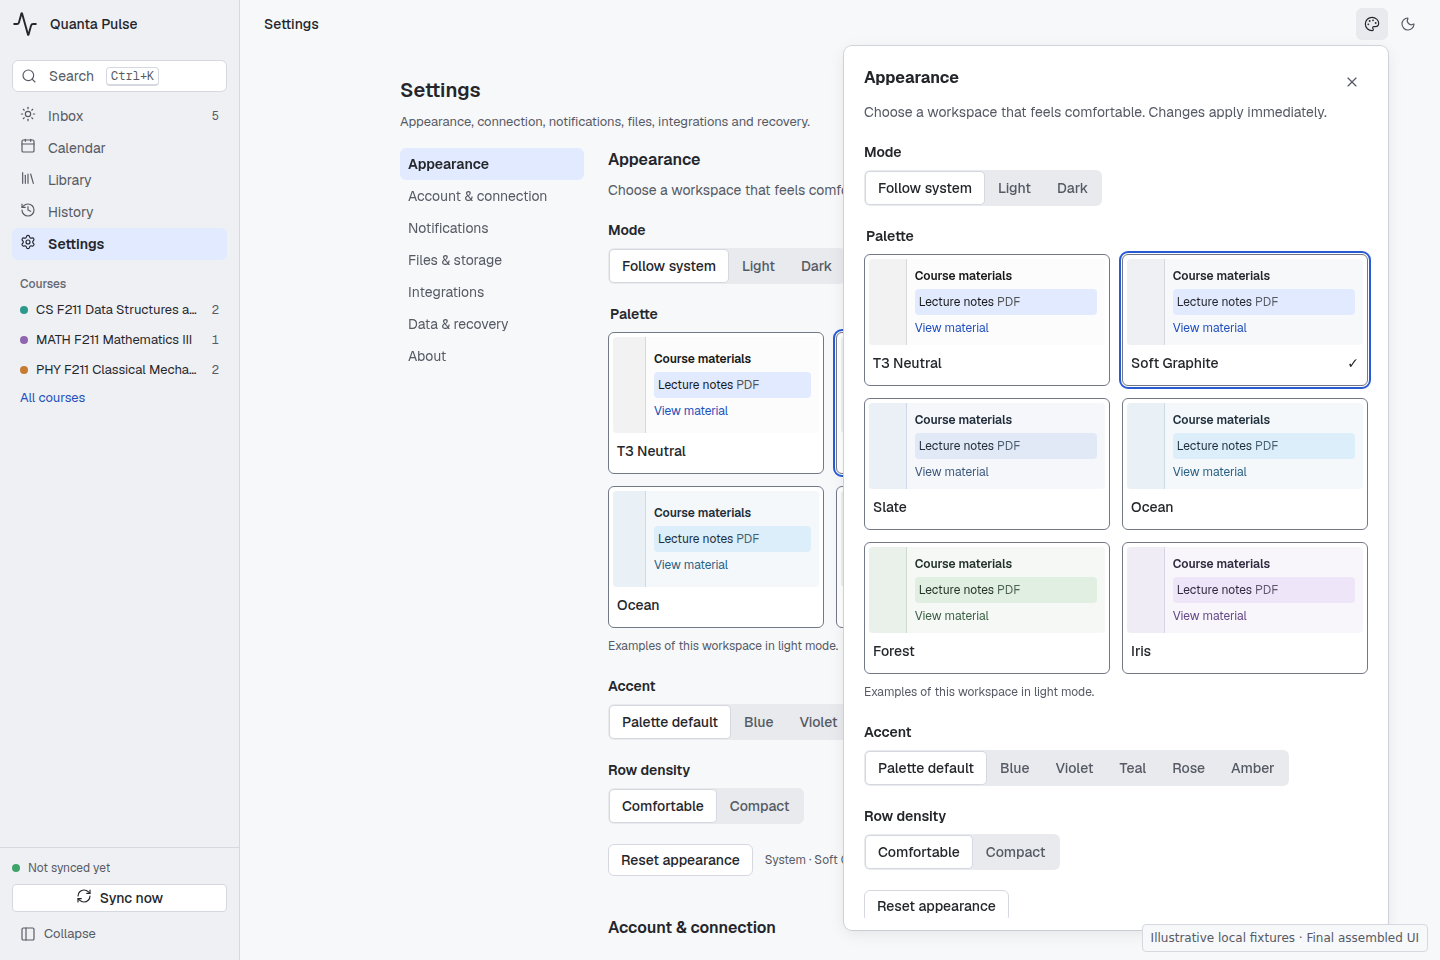 Quanta Pulse
Search Ctrl+K
Inbox 5
Calendar
Library
History
Settings
Courses
CS F211 Data Structures a... 2
MATH F211 Mathematics III 1
PHY F211 Classical Mecha... 2
All courses
Not synced yet
Sync now
Collapse
Settings
Settings
Appearance, connection, notifications, files, integrations and recovery.
Appearance
Account & connection
Notifications
Files & storage
Integrations
Data & recovery
About
Appearance
Choose a workspace that feels comf
Mode
Follow system Light Dark
Palette
Course materials
Lecture notes PDF
View material
T3 Neutral
Course materials
Lecture notes PDF
View material
Ocean
Examples of this workspace in light mode.
Accent
Palette default Blue Violet
Row density
Comfortable Compact
Reset appearance System · Soft
Account & connection
Appearance
Choose a workspace that feels comfortable. Changes apply immediately.
Mode
Follow system Light Dark
Palette
Course materials
Lecture notes PDF
View material
T3 Neutral
Course materials
Lecture notes PDF
View material
Soft Graphite ✓
Course materials
Lecture notes PDF
View material
Slate
Course materials
Lecture notes PDF
View material
Ocean
Course materials
Lecture notes PDF
View material
Forest
Course materials
Lecture notes PDF
View material
Iris
Examples of this workspace in light mode.
Accent
Palette default Blue Violet Teal Rose Amber
Row density
Comfortable Compact
Reset appearance
Illustrative local fixtures · Final assembled UI